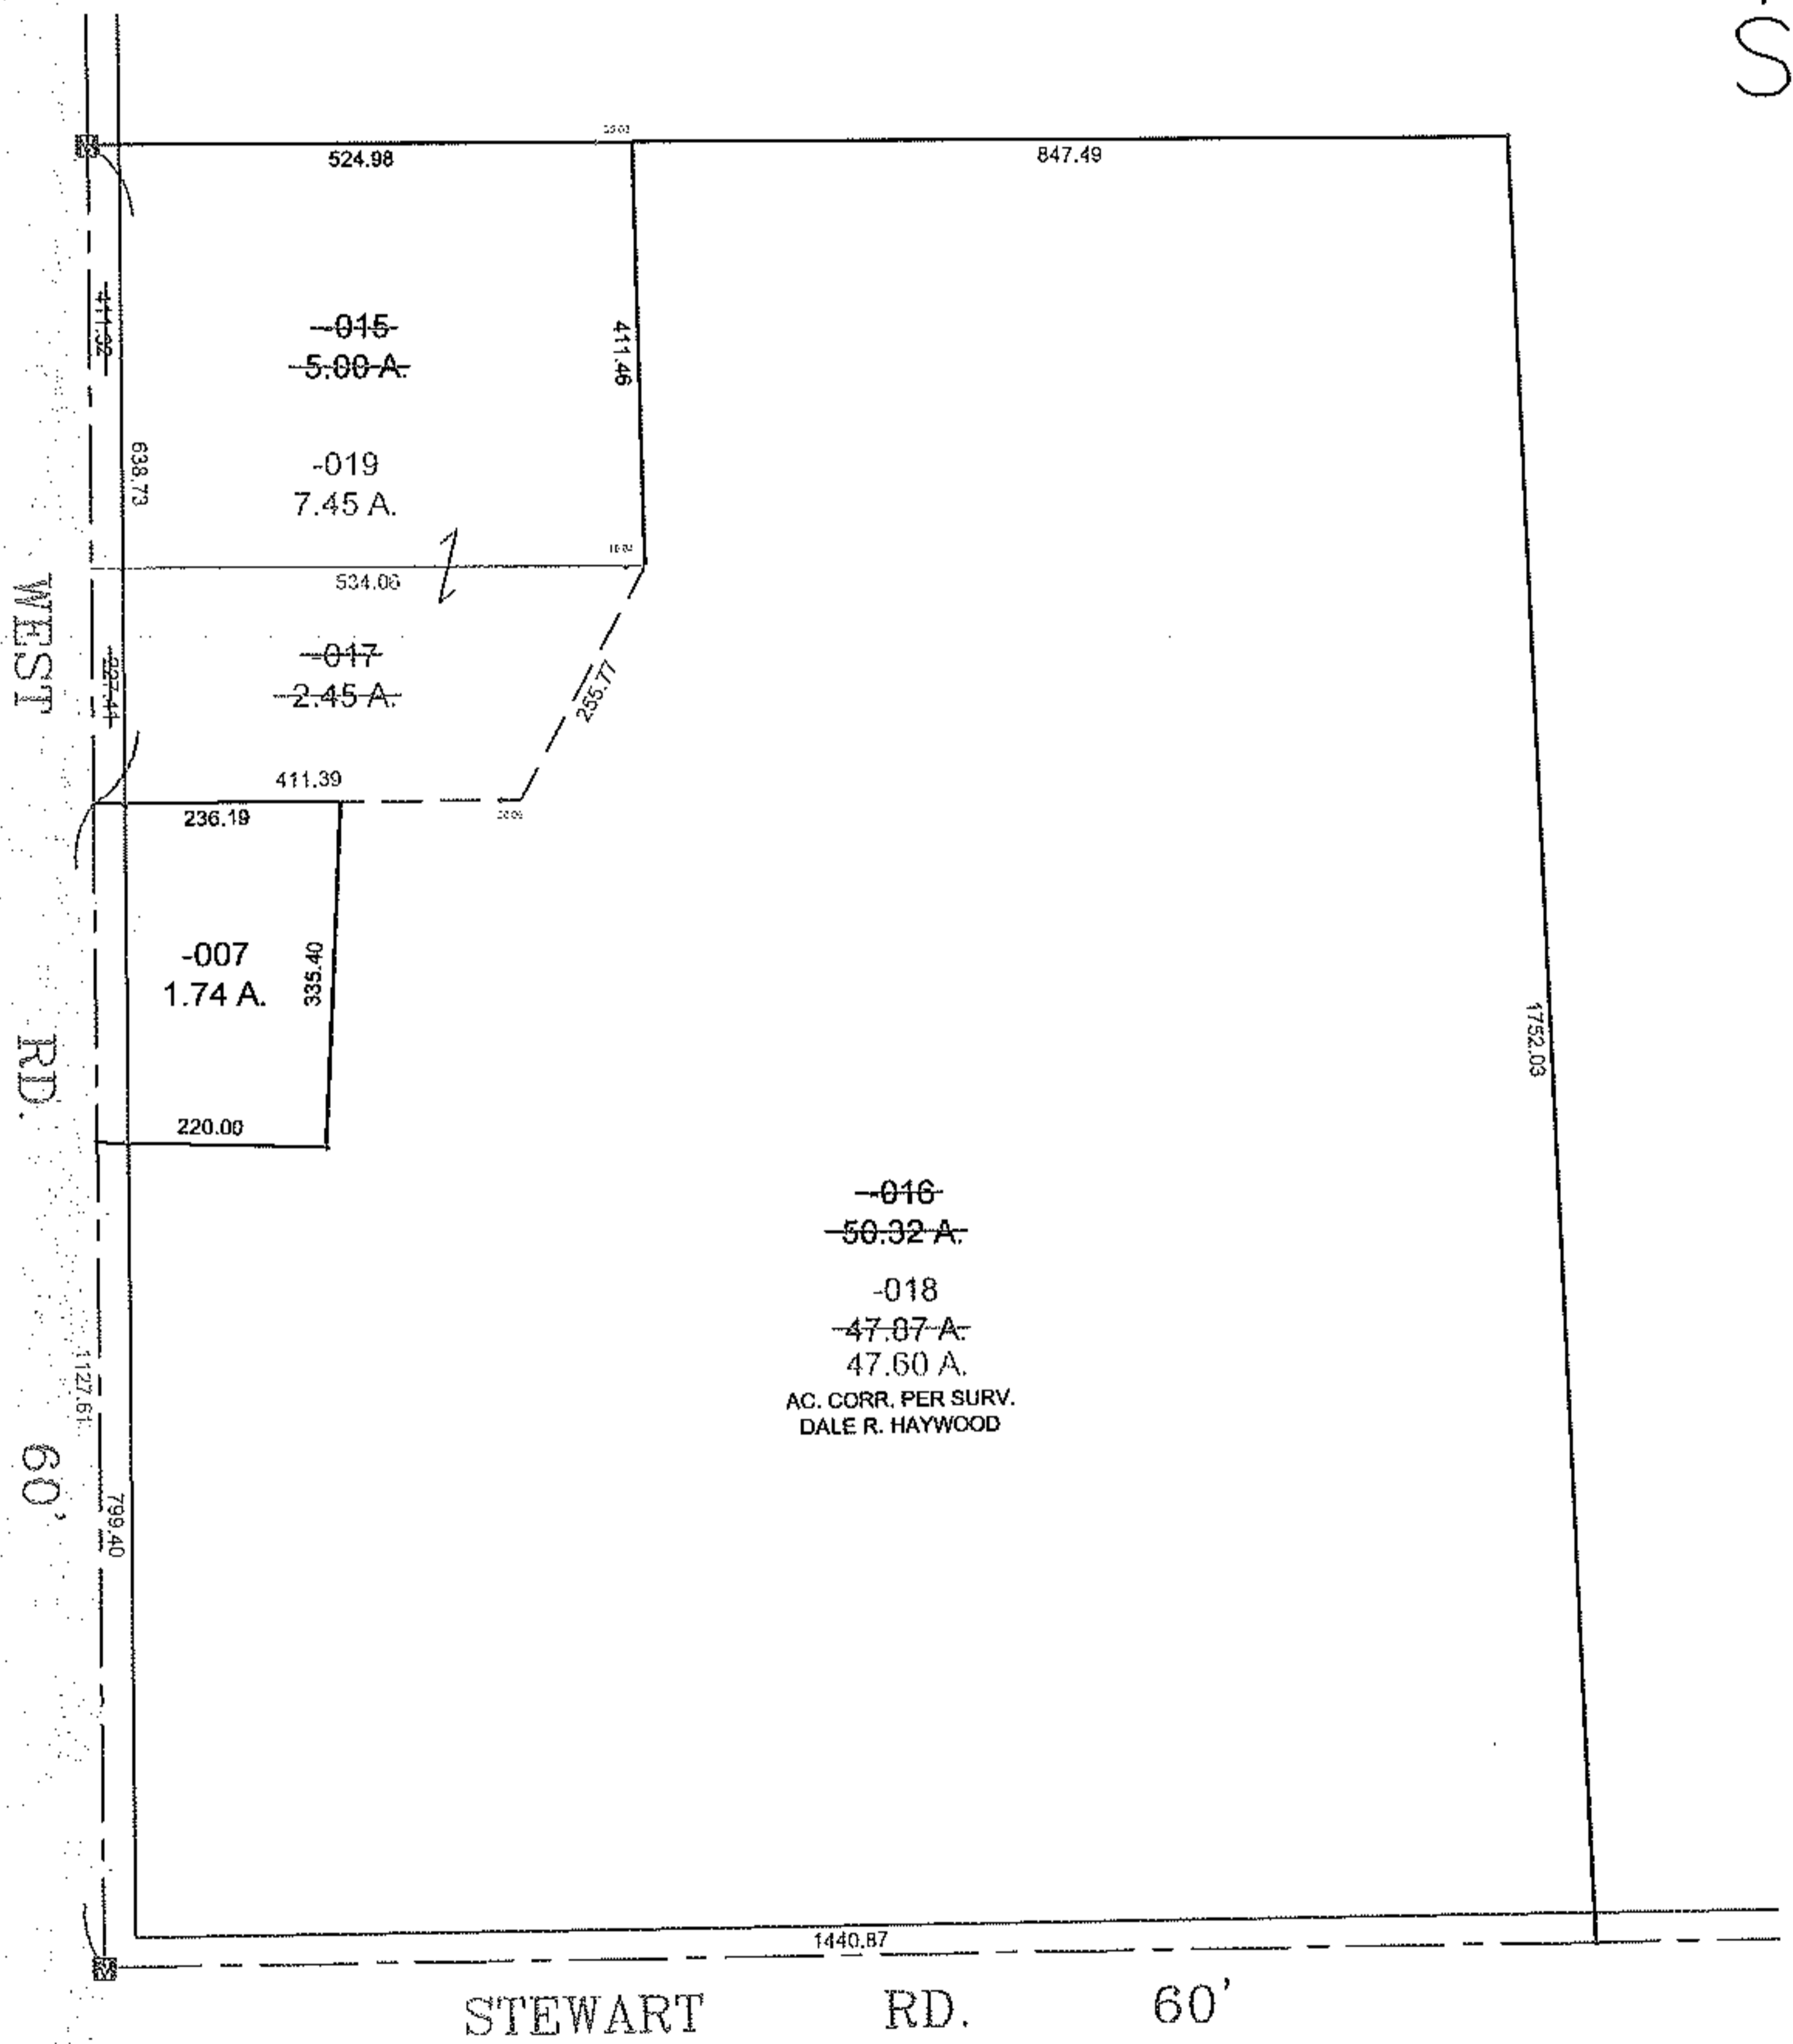 S
524.98
847.49
411.32
-015
5.00 A.
411.46
638.73
-019
7.45 A.
534.06
WEST RD. 60'
227.41
-017
2.45 A.
255.77
411.39
236.19
-007
1.74 A.
335.40
220.00
1752.03
-016
50.32 A.
-018
47.87 A.
47.60 A.
AC. CORR. PER SURV.
DALE R. HAYWOOD
1127.61
799.40
1440.87
STEWART RD. 60'